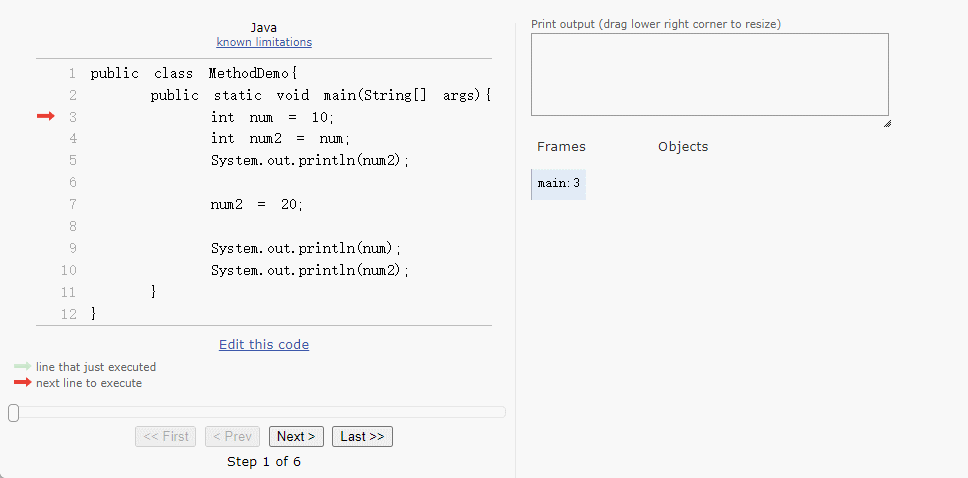 Java
known limitations
1 public class MethodDemo{
2 public static void main(String[] args){
3 int num = 10;
4 int num2 = num;
5 System.out.println(num2);
6
7 num2 = 20;
8
9 System.out.println(num);
10 System.out.println(num2);
11 }
12 }
Edit this code
line that just executed
next line to execute
<< First < Prev Next > Last >>
Step 1 of 6
Print output (drag lower right corner to resize)
Frames Objects
main:3